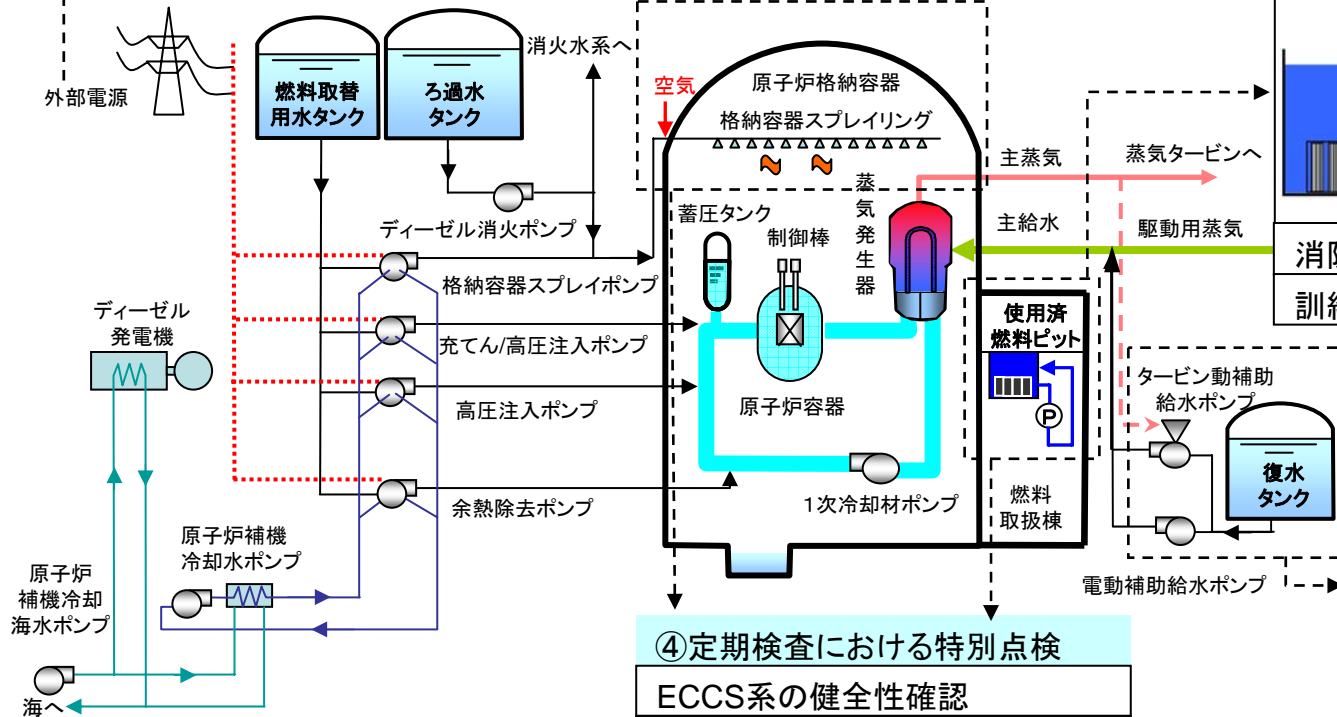 外部電源
燃料取替
用水タンク
ろ過水
タンク
消火水系へ
空気
原子炉格納容器
格納容器スプレイリング
主蒸気
蒸気タービンへ
ディーゼル消火ポンプ
蓄圧タンク
制御棒
蒸気発生器
主給水
駆動用蒸気
消防
訓練
格納容器スプレイポンプ
ディーゼル
発電機
充てん/高圧注入ポンプ
使用済
燃料ピット
高圧注入ポンプ
原子炉容器
P
タービン動補助
給水ポンプ
復水
タンク
余熱除去ポンプ
1次冷却材ポンプ
燃料
取扱棟
原子炉補機
冷却水ポンプ
原子炉
補機冷却
海水ポンプ
電動補助給水ポンプ
海へ
④定期検査における特別点検
ECCS系の健全性確認